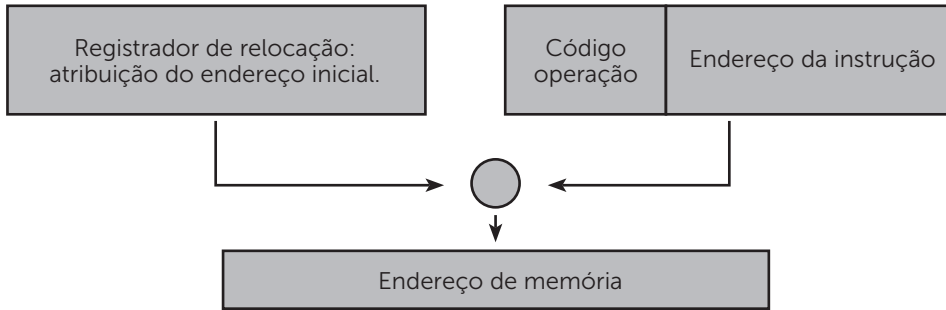 Registrador de relocação:
atribuição do endereço inicial.
Código
operação
Endereço da instrução
Endereço de memória